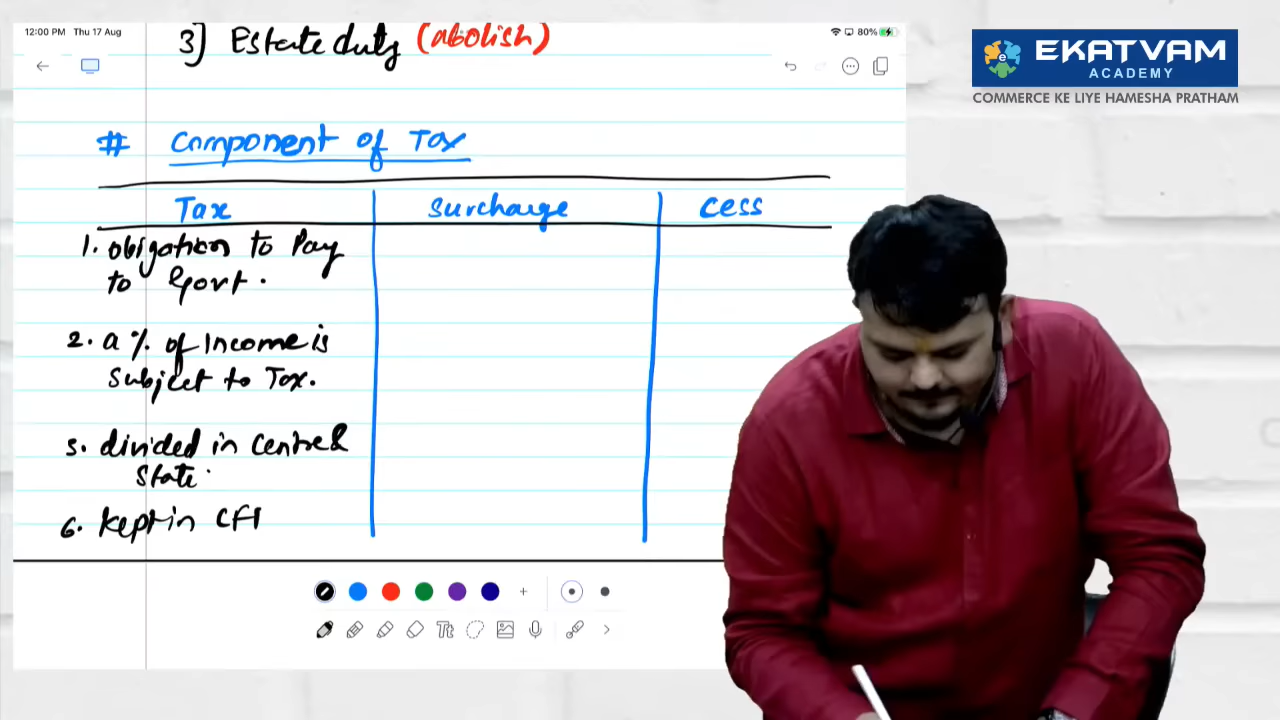 12:00 PM Thu 17 Aug
80%
3) Estate duty (abolish)
EKATVAM
ACADEMY
COMMERCE KE LIYE HAMESHA PRATHAM
# Component of Tax
Tax Surcharge Cess
1. obigation to Pay
to Govt.
2. a % of Income is
Subject to Tax.
5. divided in Centre &
State.
6. Kept in CFI
Tt